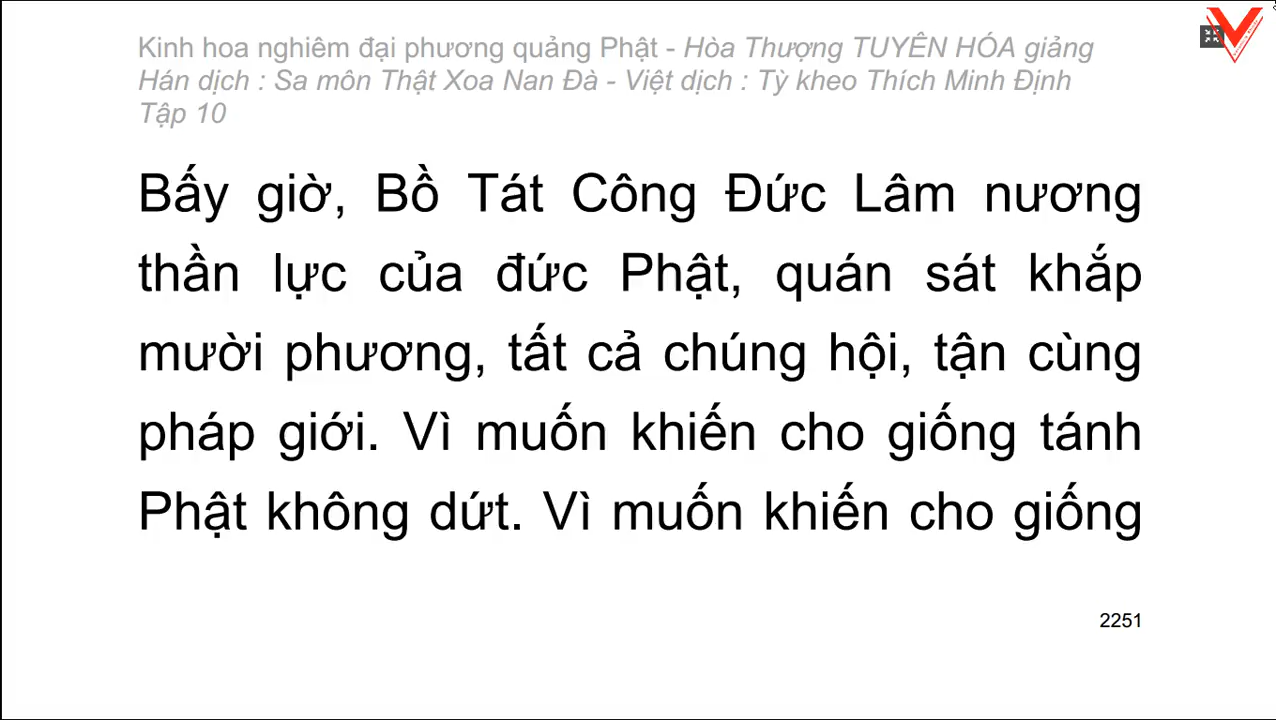 Kinh hoa nghiêm đại phương quảng Phật - Hòa Thượng TUYÊN HÓA giảng
Hán dịch : Sa môn Thật Xoa Nan Đà - Việt dịch : Tỳ kheo Thích Minh Định
Tập 10
Bấy giờ, Bồ Tát Công Đức Lâm nương
thần lực của đức Phật, quán sát khắp
mười phương, tất cả chúng hội, tận cùng
pháp giới. Vì muốn khiến cho giống tánh
Phật không dứt. Vì muốn khiến cho giống
2251